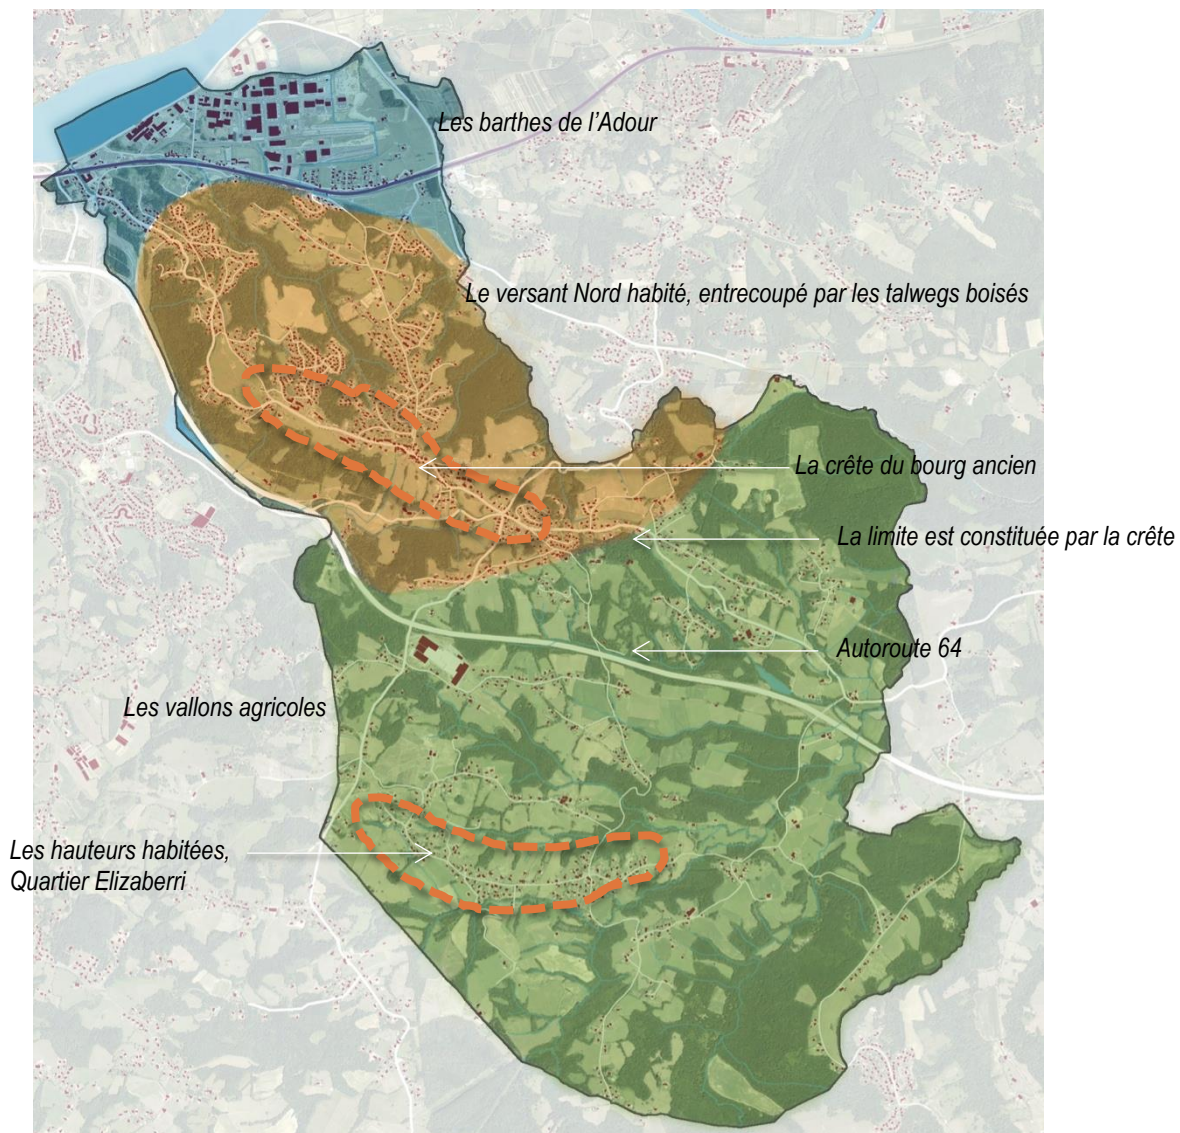 Les barthes de l'Adour
Le versant Nord habité, entrecoupé par les talwegs boisés
La crête du bourg ancien
La limite est constituée par la crête
Autoroute 64
Les vallons agricoles
Les hauteurs habitées,
Quartier Elizaberri